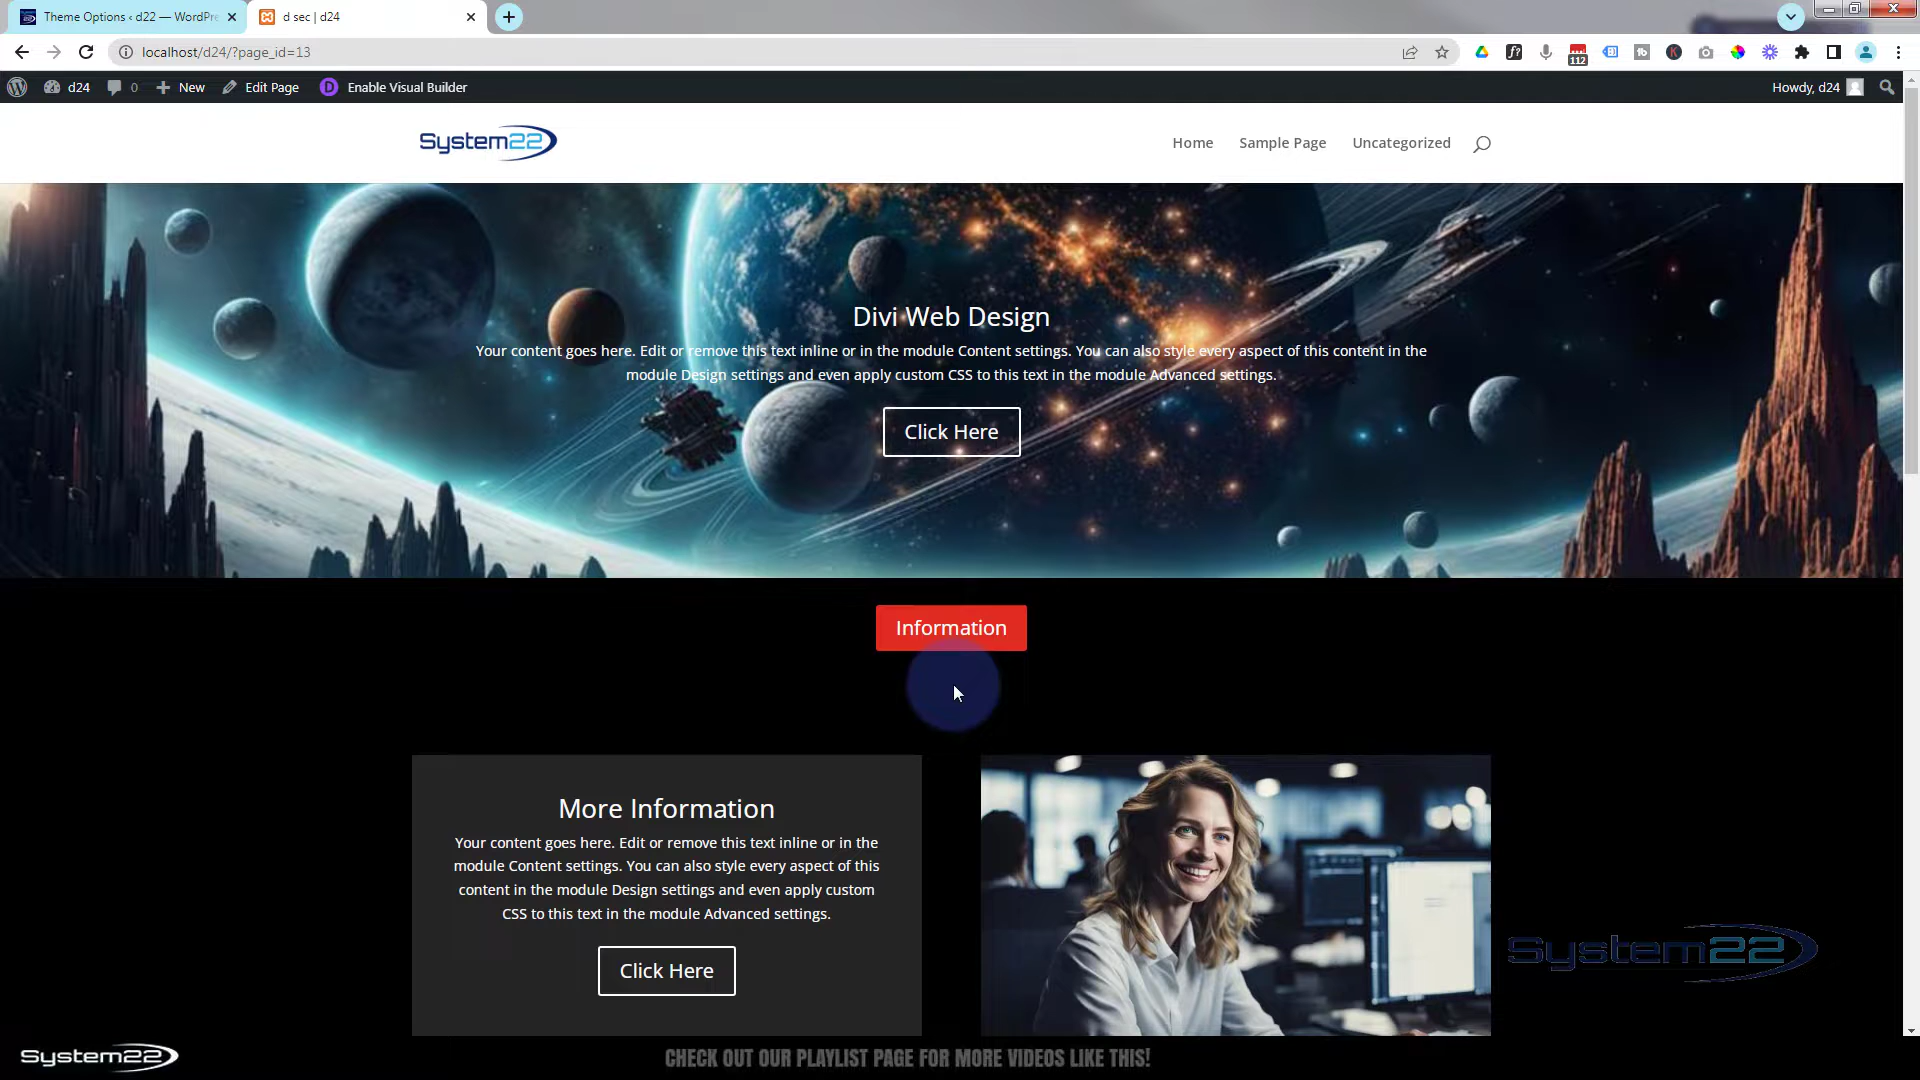 Theme Options ‹ d22 — WordPre
d sec | d24
localhost/d24/?page_id=13
112
d24
0
New
Edit Page
D
Enable Visual Builder
Howdy, d24
System22
Home
Sample Page
Uncategorized
Divi Web Design
Your content goes here. Edit or remove this text inline or in the module Content settings. You can also style every aspect of this content in the
module Design settings and even apply custom CSS to this text in the module Advanced settings.
Click Here
Information
More Information
Your content goes here. Edit or remove this text inline or in the
module Content settings. You can also style every aspect of this
content in the module Design settings and even apply custom
CSS to this text in the module Advanced settings.
Click Here
System22
System22
CHECK OUT OUR PLAYLIST PAGE FOR MORE VIDEOS LIKE THIS!